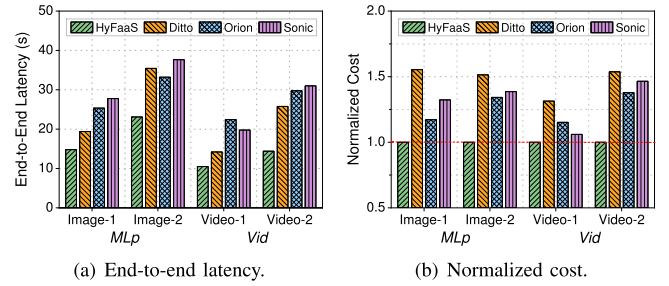 HyFaaS Ditto Orion Sonic
End-to-End Latency (s)
50
40
30
20
10
0
Image-1 Image-2 Video-1 Video-2
MLp Vid
(a) End-to-end latency.
HyFaaS Ditto Orion Sonic
Normalized Cost
2.0
1.5
1.0
0.5
Image-1 Image-2 Video-1 Video-2
MLp Vid
(b) Normalized cost.